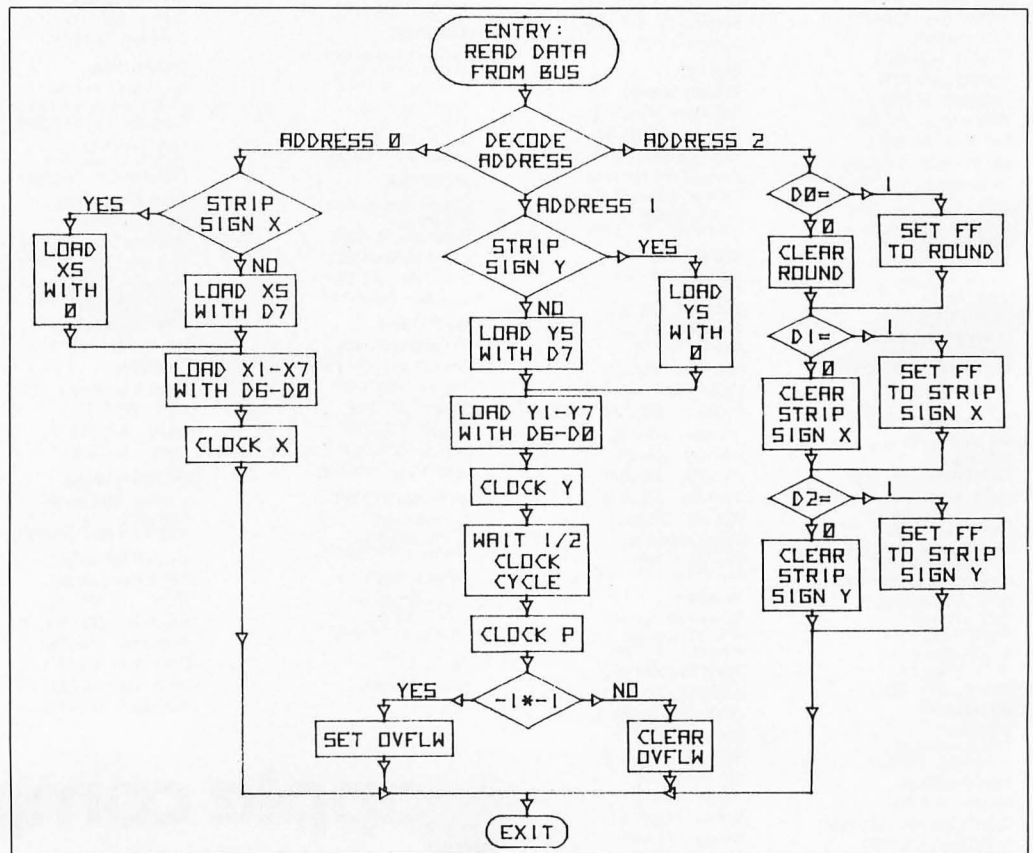 ENTRY:
READ DATA
FROM BUS
DECODE
ADDRESS
ADDRESS 0
STRIP
SIGN X
YES
LOAD
XS
WITH
0
NO
LOAD XS
WITH D7
LOAD X1-X7
WITH D6-D0
CLOCK X
ADDRESS 1
STRIP
SIGN Y
YES
LOAD
YS
WITH
0
NO
LOAD YS
WITH D7
LOAD Y1-Y7
WITH D6-D0
CLOCK Y
WAIT 1/2
CLOCK
CYCLE
CLOCK P
-1*-1
YES
SET OVFLW
NO
CLEAR
OVFLW
ADDRESS 2
D0=
1
SET FF
TO ROUND
0
CLEAR
ROUND
D1=
1
SET FF
TO STRIP
SIGN X
0
CLEAR
STRIP
SIGN X
D2=
1
SET FF
TO STRIP
SIGN Y
0
CLEAR
STRIP
SIGN Y
EXIT